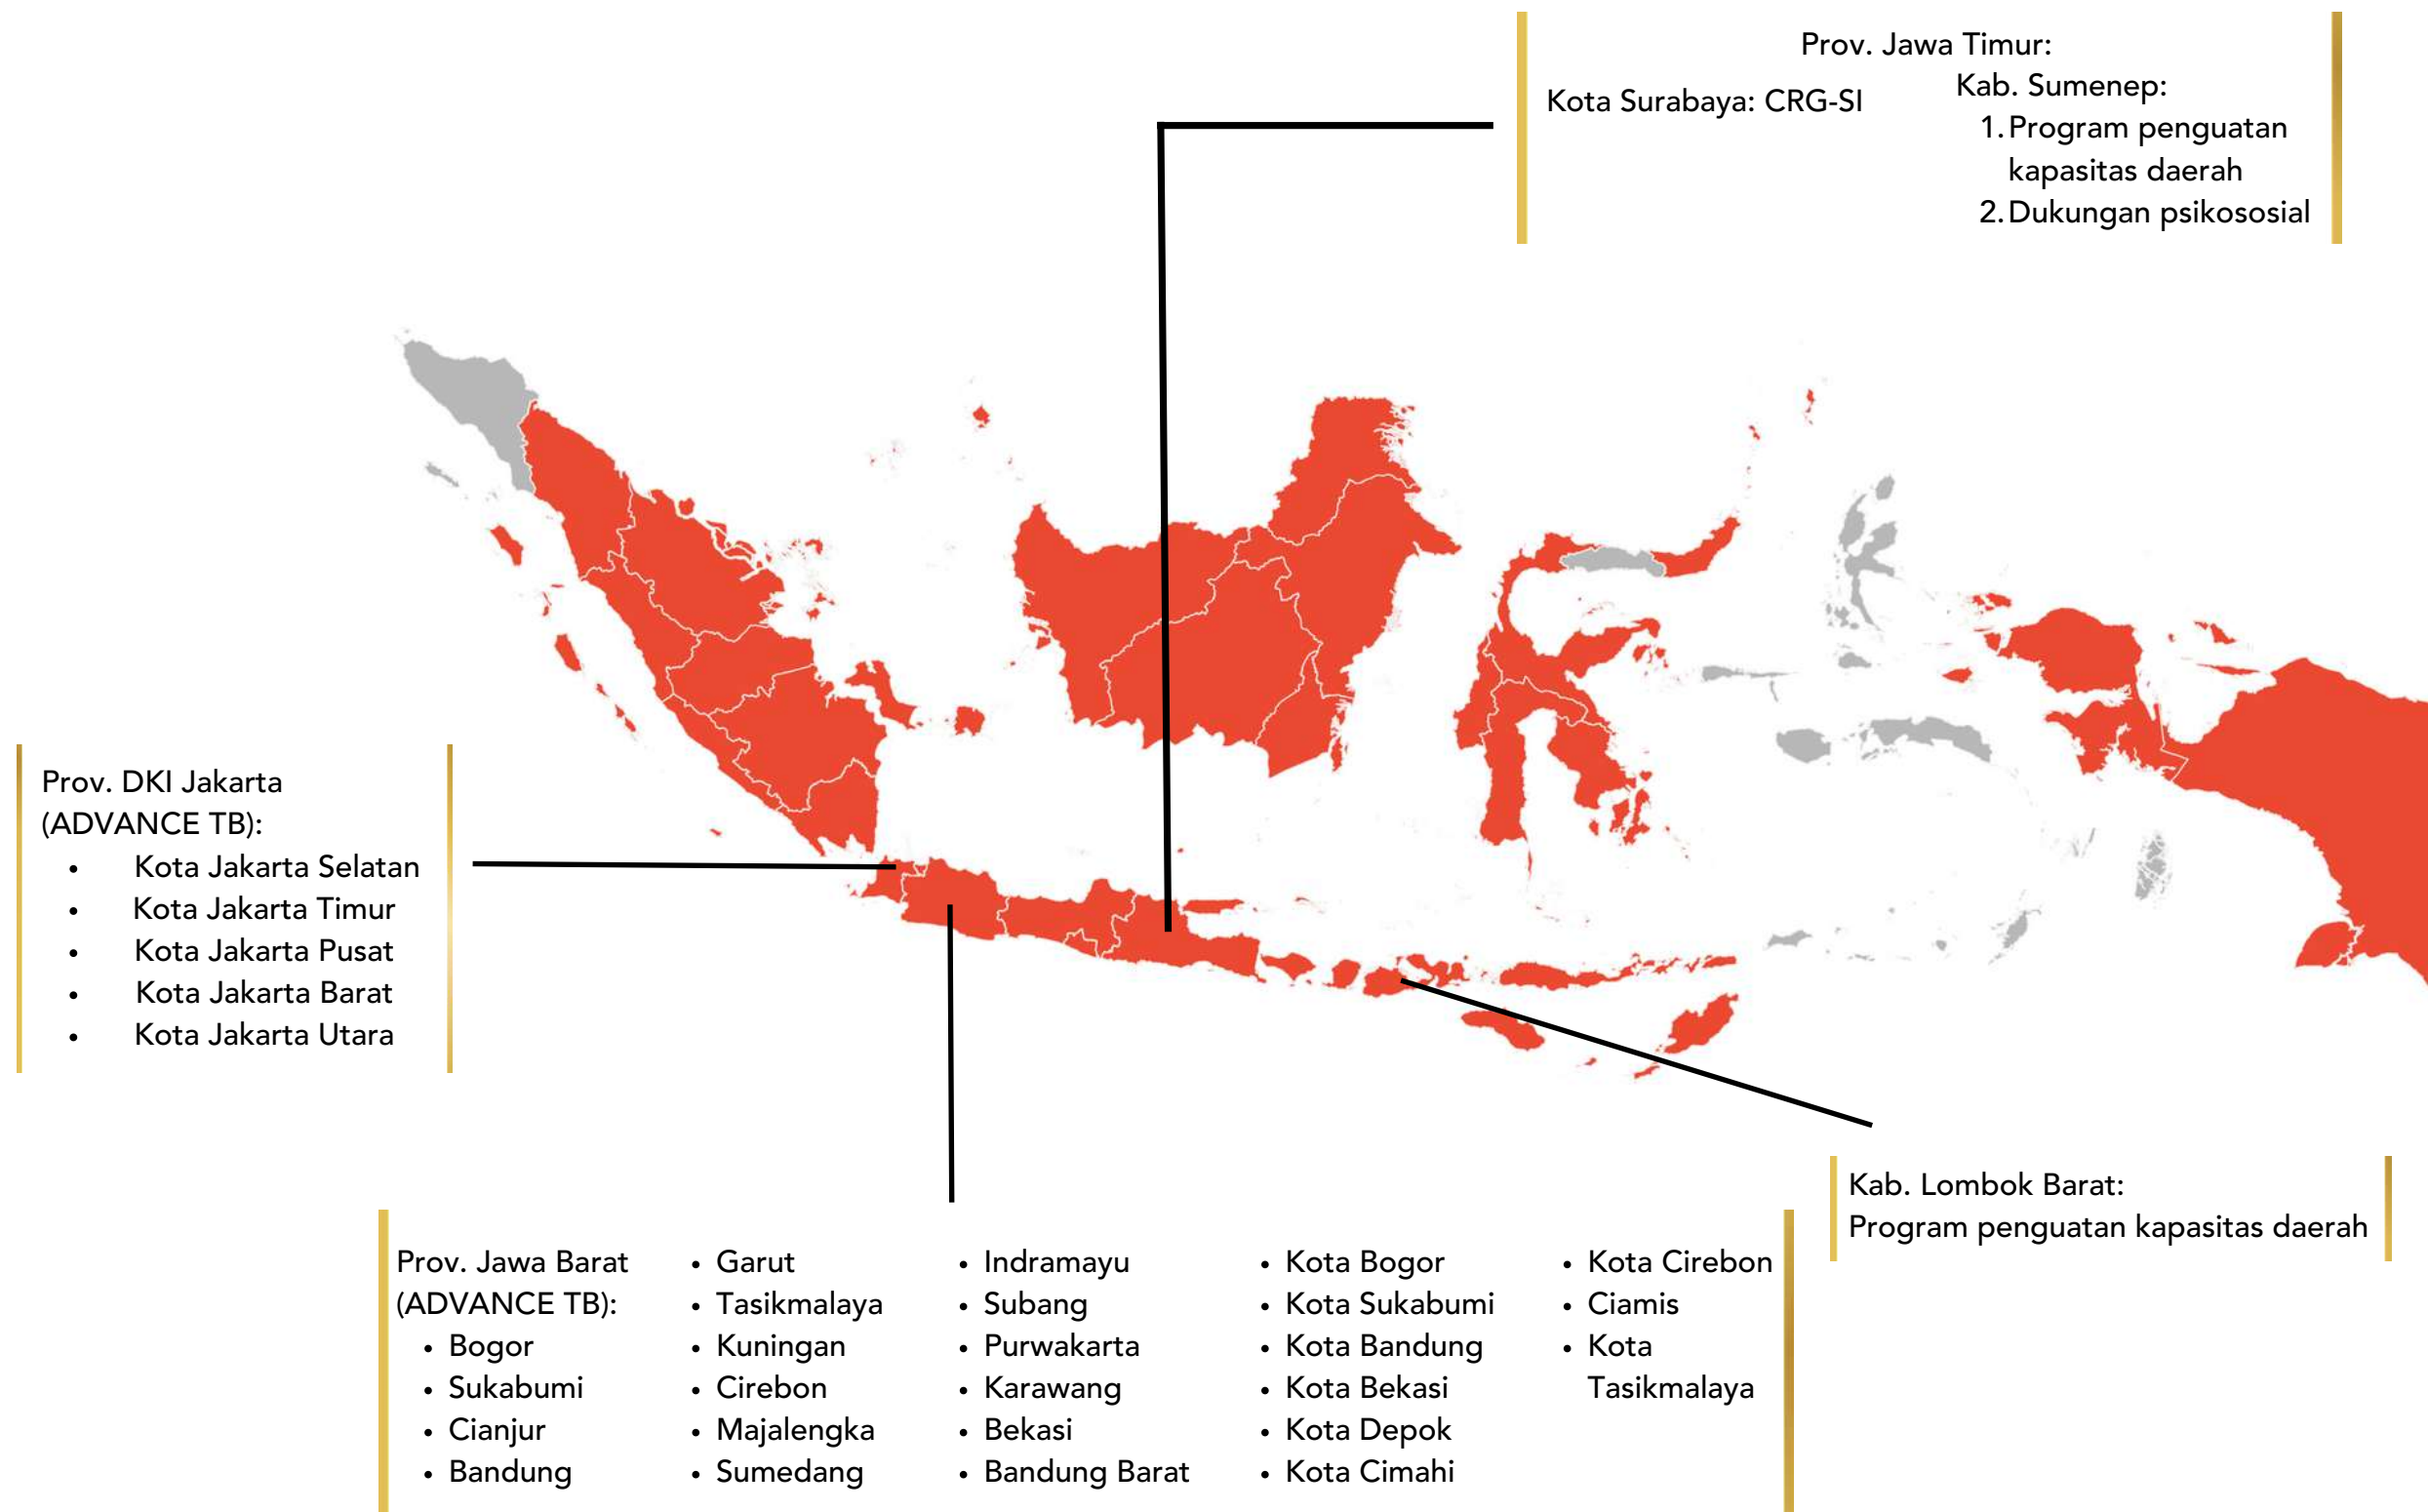 Prov. Jawa Timur:
Kota Surabaya: CRG-SI
Kab. Sumenep:
1. Program penguatan
kapasitas daerah
2. Dukungan psikososial
Prov. DKI Jakarta
(ADVANCE TB):
• Kota Jakarta Selatan
• Kota Jakarta Timur
• Kota Jakarta Pusat
• Kota Jakarta Barat
• Kota Jakarta Utara
Kab. Lombok Barat:
Program penguatan kapasitas daerah
Prov. Jawa Barat
(ADVANCE TB):
• Bogor
• Sukabumi
• Cianjur
• Bandung
• Garut
• Tasikmalaya
• Kuningan
• Cirebon
• Majalengka
• Sumedang
• Indramayu
• Subang
• Purwakarta
• Karawang
• Bekasi
• Bandung Barat
• Kota Bogor
• Kota Sukabumi
• Kota Bandung
• Kota Bekasi
• Kota Depok
• Kota Cimahi
• Kota Cirebon
• Ciamis
• Kota
Tasikmalaya